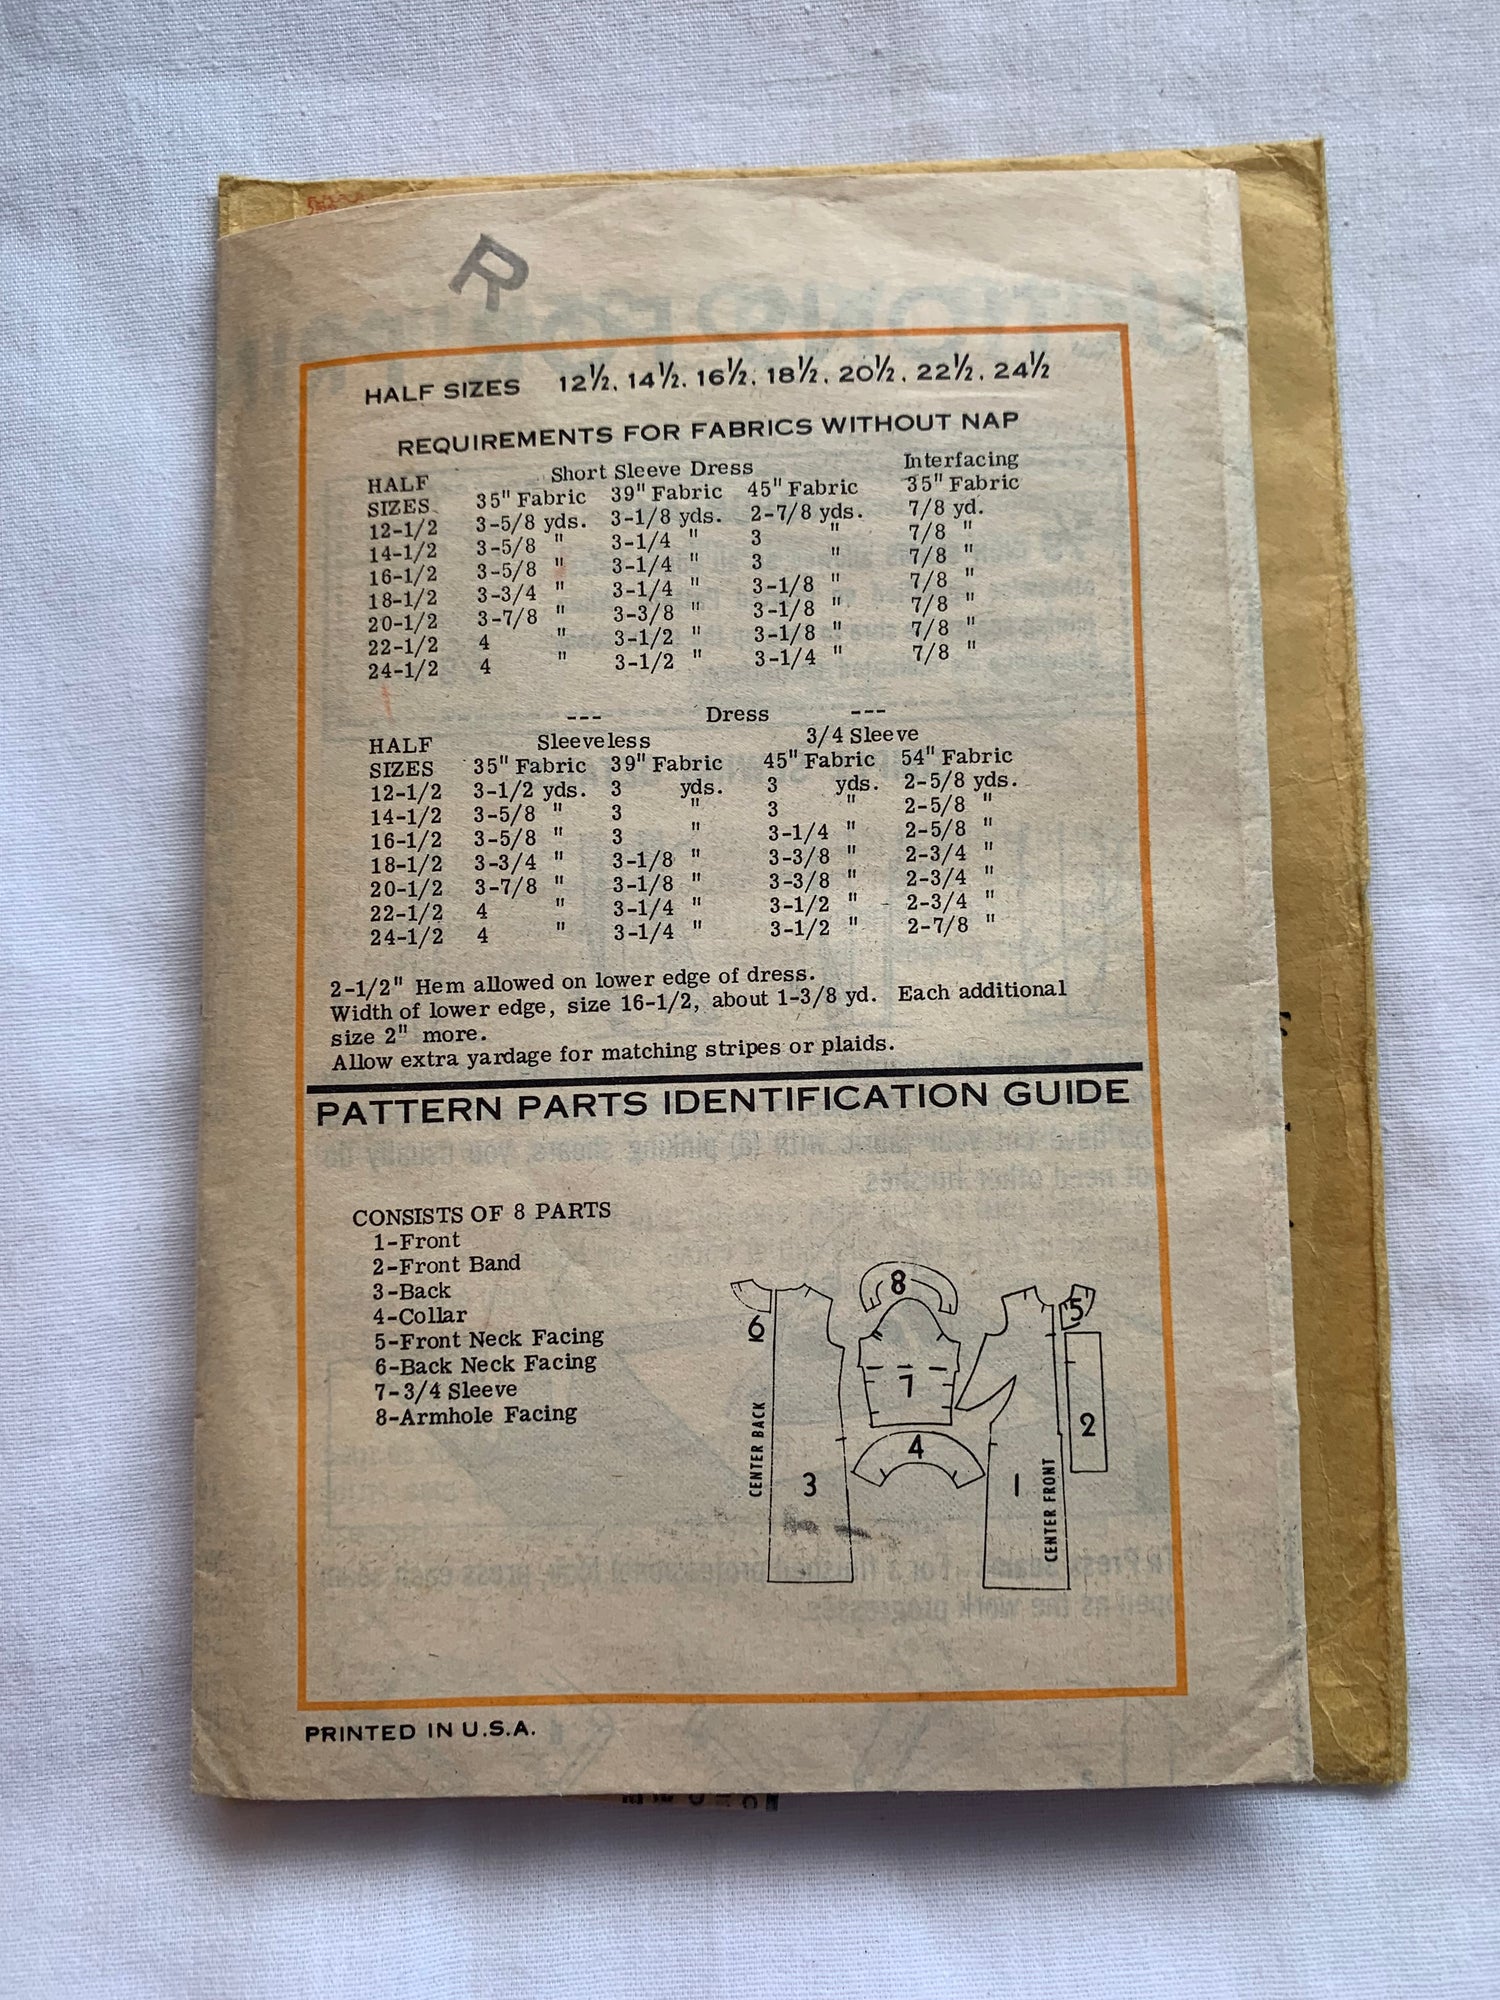 R
HALF SIZES 12½, 14½, 16½, 18½, 20½, 22½, 24½
REQUIREMENTS FOR FABRICS WITHOUT NAP
HALF Short Sleeve Dress Interfacing
SIZES 35" Fabric 39" Fabric 45" Fabric 35" Fabric
12-1/2 3-5/8 yds. 3-1/8 yds. 2-7/8 yds. 7/8 yd.
14-1/2 3-5/8 " 3-1/4 " 3 " 7/8 "
16-1/2 3-5/8 " 3-1/4 " 3 " 7/8 "
18-1/2 3-3/4 " 3-1/4 " 3-1/8 " 7/8 "
20-1/2 3-7/8 " 3-3/8 " 3-1/8 " 7/8 "
22-1/2 4 " 3-1/2 " 3-1/8 " 7/8 "
24-1/2 4 " 3-1/2 " 3-1/4 " 7/8 "
--- Dress ---
HALF Sleeveless 3/4 Sleeve
SIZES 35" Fabric 39" Fabric 45" Fabric 54" Fabric
12-1/2 3-1/2 yds. 3 yds. 3 yds. 2-5/8 yds.
14-1/2 3-5/8 " 3 " 3 " 2-5/8 "
16-1/2 3-5/8 " 3 " 3-1/4 " 2-5/8 "
18-1/2 3-3/4 " 3-1/8 " 3-3/8 " 2-3/4 "
20-1/2 3-7/8 " 3-1/8 " 3-3/8 " 2-3/4 "
22-1/2 4 " 3-1/4 " 3-1/2 " 2-3/4 "
24-1/2 4 " 3-1/4 " 3-1/2 " 2-7/8 "
2-1/2" Hem allowed on lower edge of dress.
Width of lower edge, size 16-1/2, about 1-3/8 yd. Each additional
size 2" more.
Allow extra yardage for matching stripes or plaids.
PATTERN PARTS IDENTIFICATION GUIDE
CONSISTS OF 8 PARTS
1-Front
2-Front Band
3-Back
4-Collar
5-Front Neck Facing
6-Back Neck Facing
7-3/4 Sleeve
8-Armhole Facing
6
CENTER BACK
3
8
7
4
1
CENTER FRONT
5
2
PRINTED IN U.S.A.